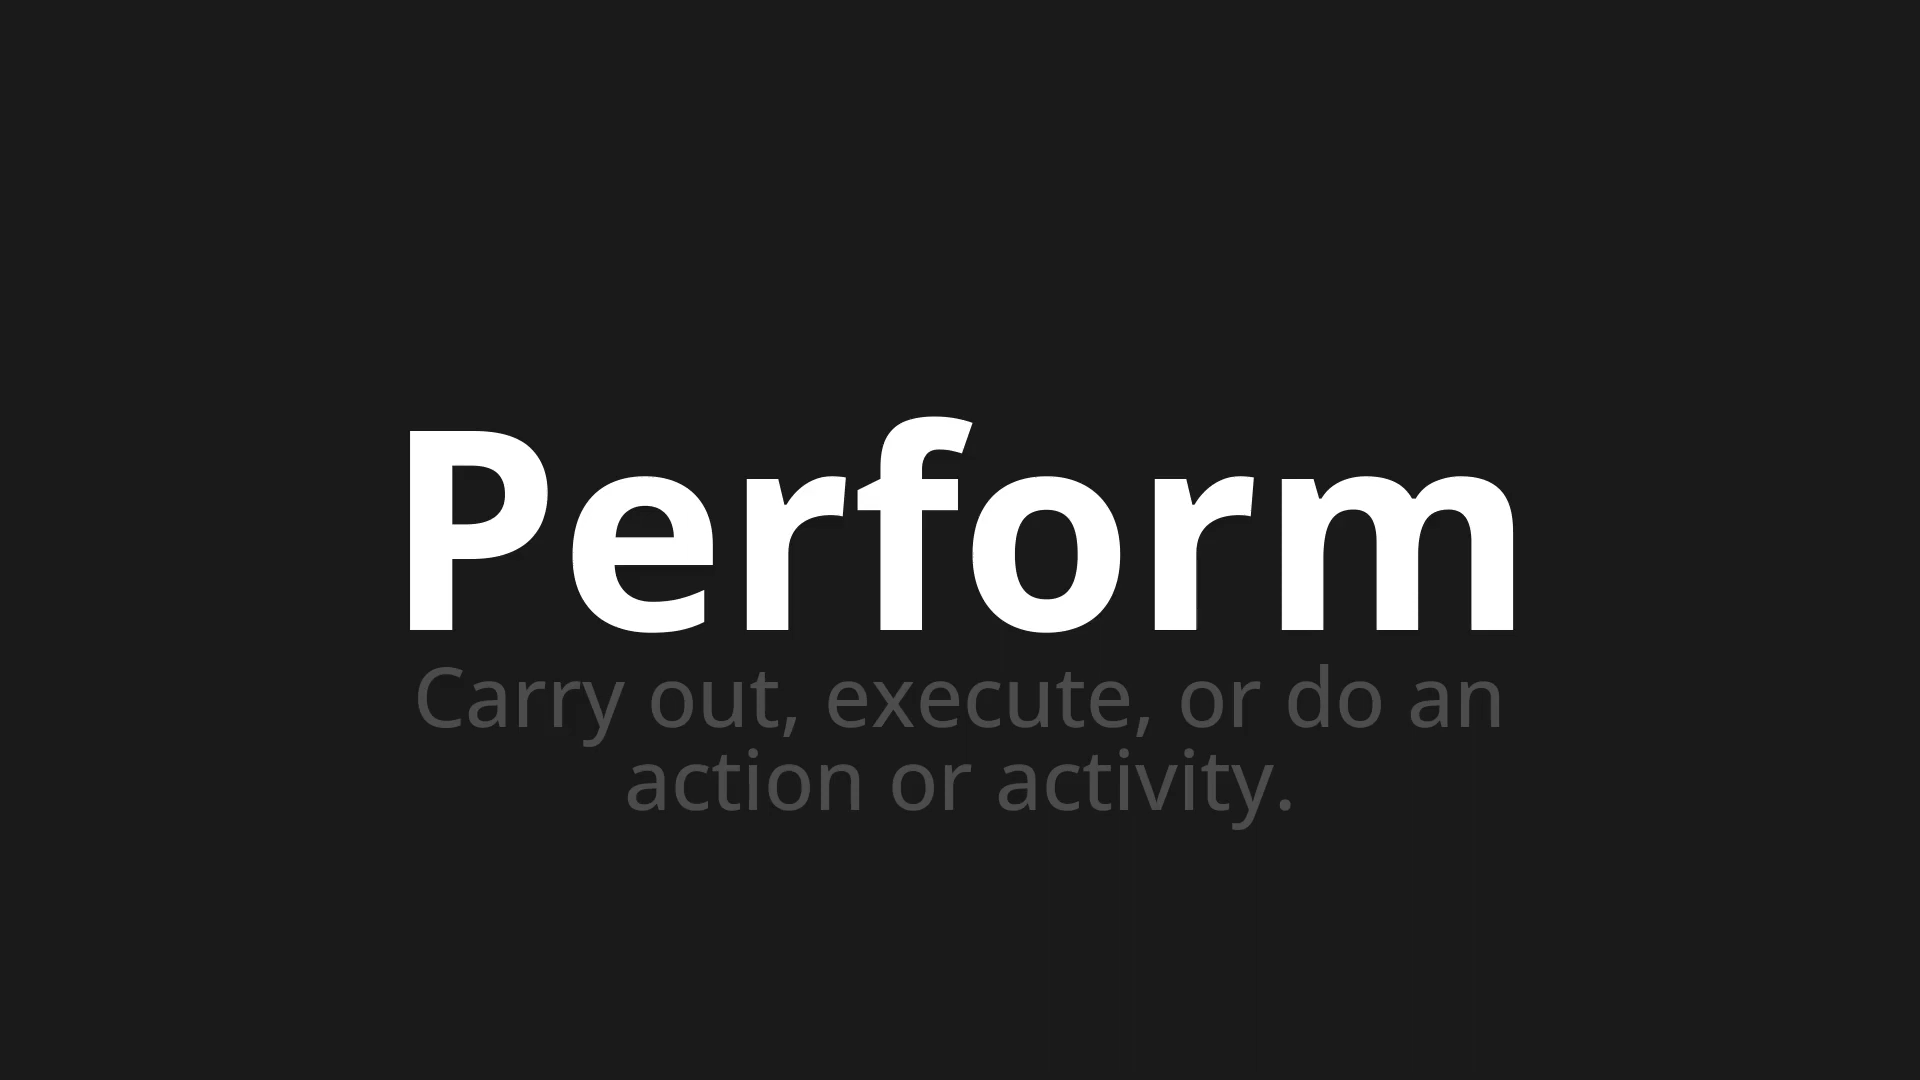 Perform
Carry out, execute, or do an
action or activity.